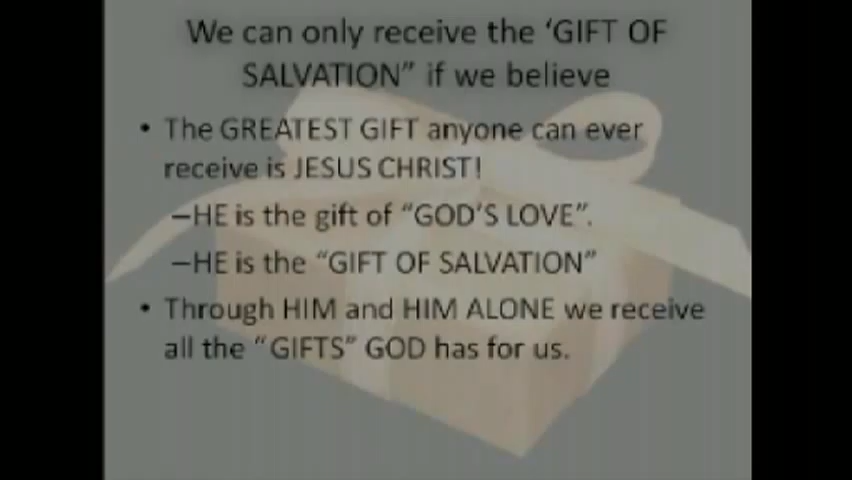 We can only receive the ‘GIFT OF
SALVATION” if we believe
• The GREATEST GIFT anyone can ever
receive is JESUS CHRIST!
–HE is the gift of “GOD’S LOVE”.
–HE is the “GIFT OF SALVATION”
• Through HIM and HIM ALONE we receive
all the “GIFTS” GOD has for us.